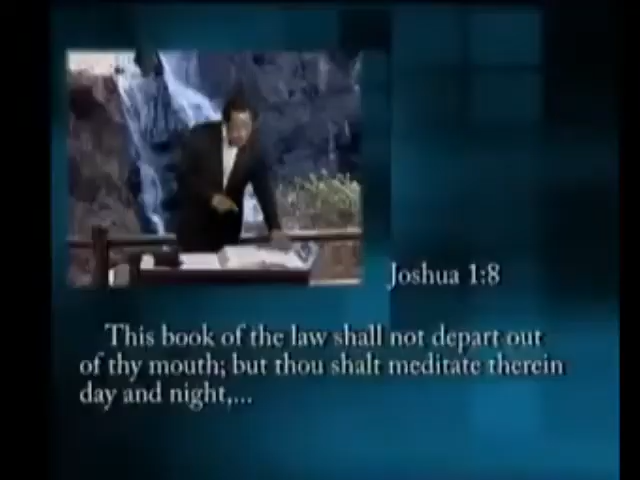 Joshua 1:8
This book of the law shall not depart out
of thy mouth; but thou shalt meditate therein
day and night,...